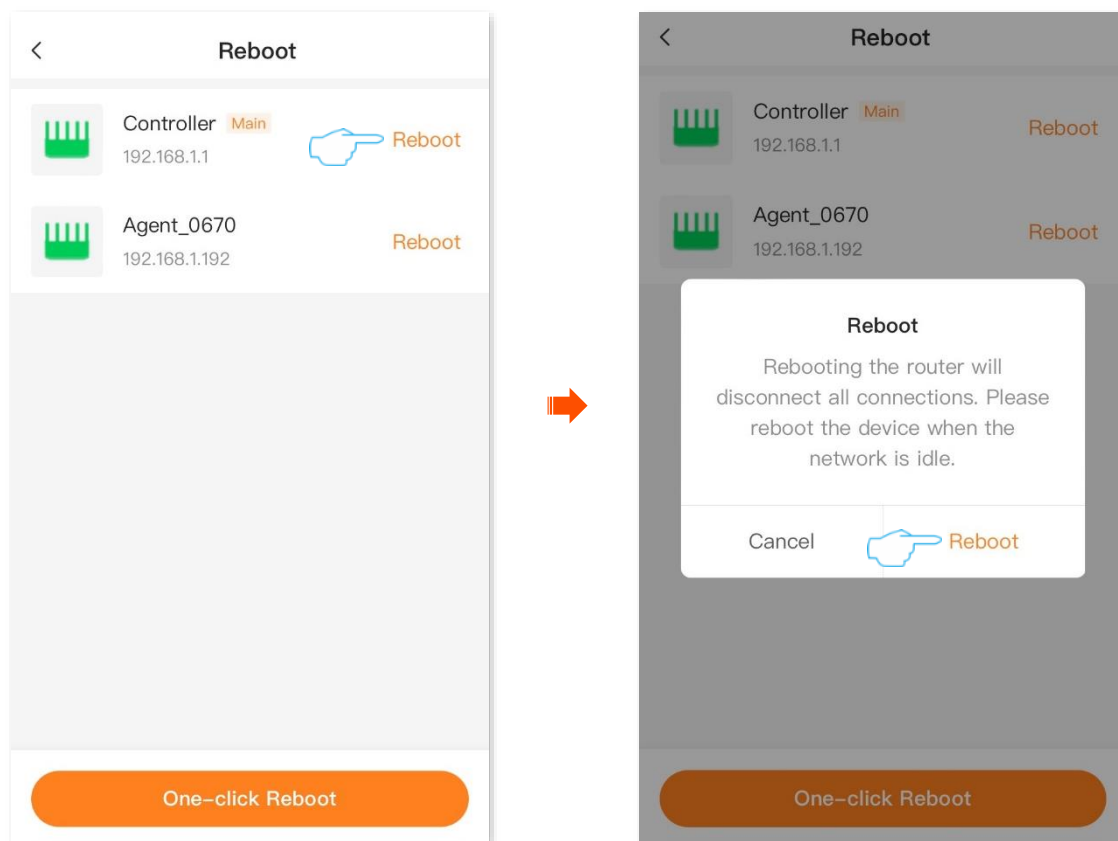 Reboot
Controller Main
192.168.1.1
Reboot
Agent_0670
192.168.1.192
Reboot
One-click Reboot
Reboot
Controller Main
192.168.1.1
Reboot
Agent_0670
192.168.1.192
Reboot
Reboot
Rebooting the router will
disconnect all connections. Please
reboot the device when the
network is idle.
Cancel
Reboot
One-click Reboot